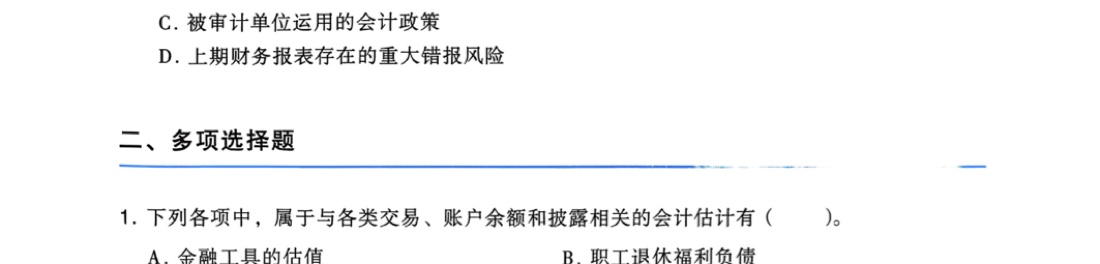 C. 被审计单位运用的会计政策
D. 上期财务报表存在的重大错报风险
二、多项选择题
1. 下列各项中，属于与各类交易、账户余额和披露相关的会计估计有（　　）。
A. 金融工具的估值　　B. 职工退休福利负债